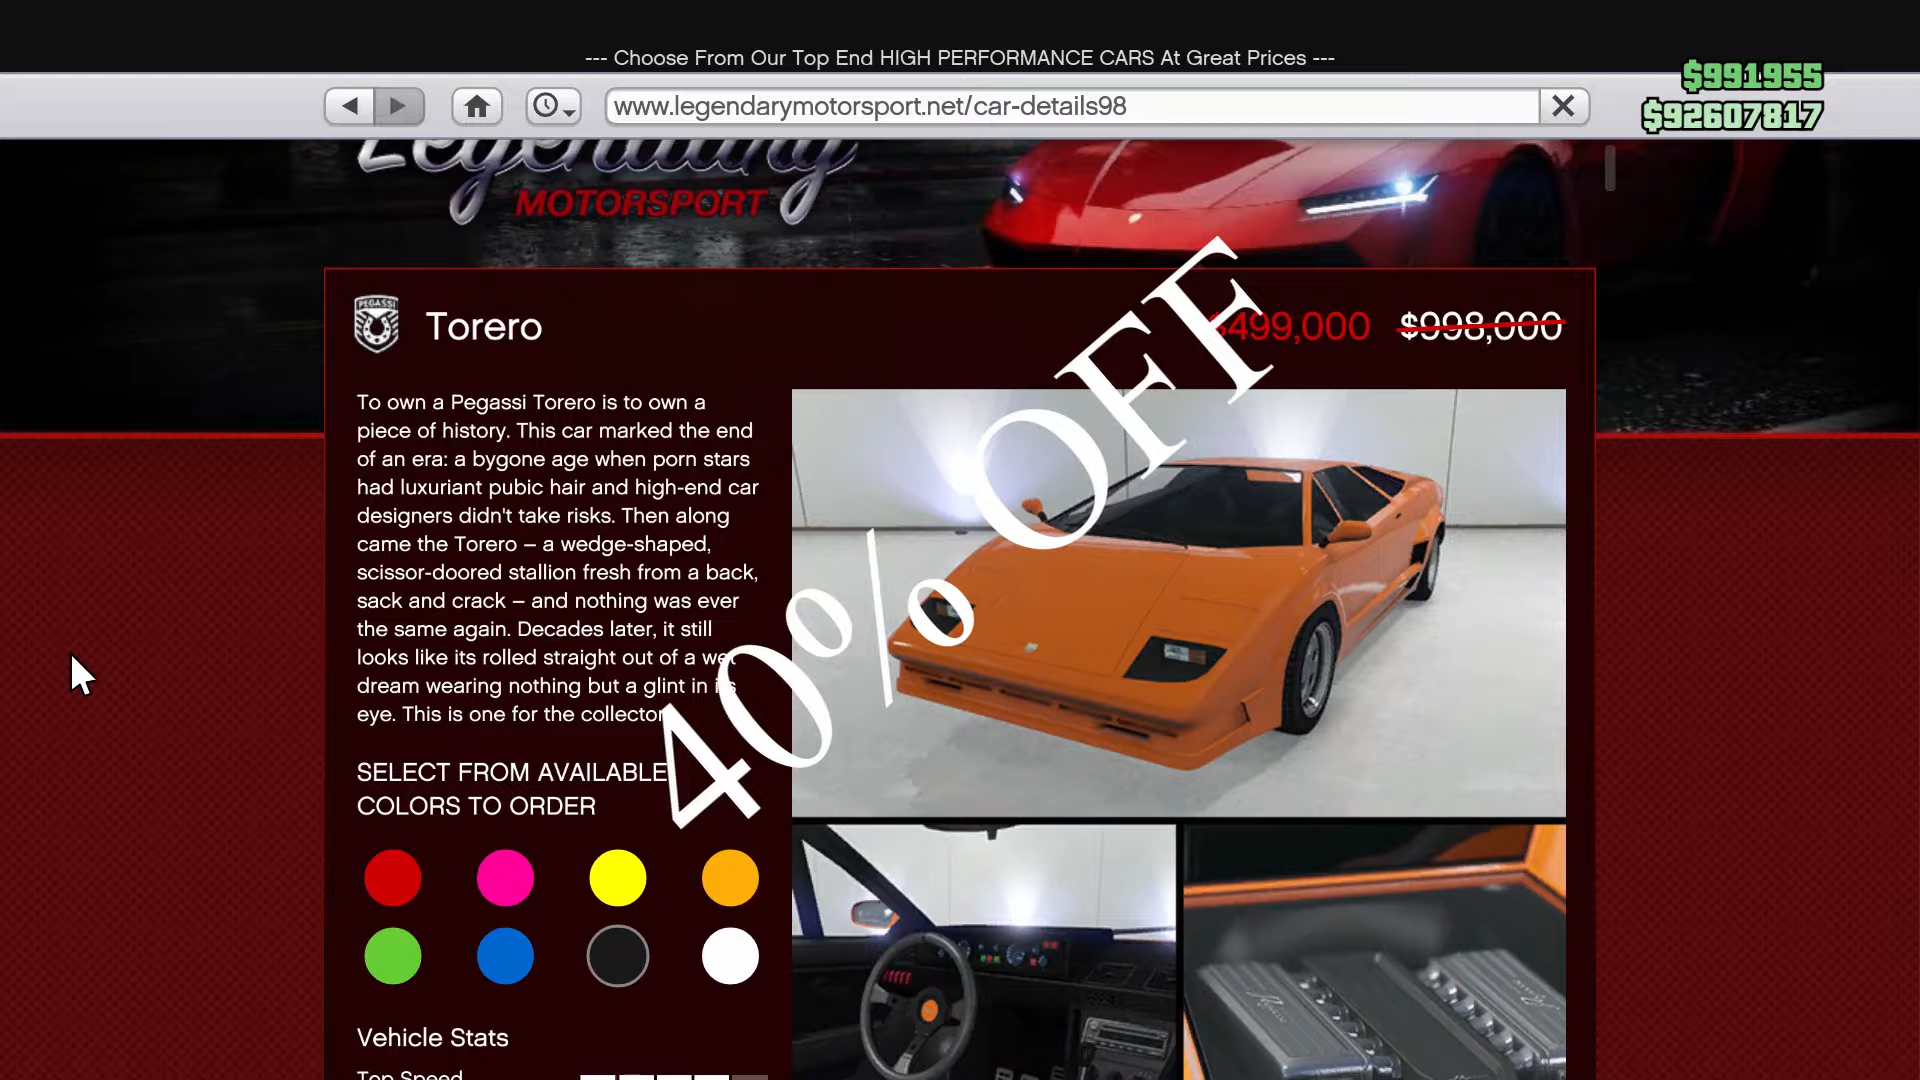 --- Choose From Our Top End HIGH PERFORMANCE CARS At Great Prices ---
$991955
www.legendarymotorsport.net/car-details98
$92607817
Legendary
MOTORSPORT
PEGASSI
Torero
$499,000 $998,000
40% OFF
To own a Pegassi Torero is to own a
piece of history. This car marked the end
of an era: a bygone age when porn stars
had luxuriant pubic hair and high-end car
designers didn't take risks. Then along
came the Torero – a wedge-shaped,
scissor-doored stallion fresh from a back,
sack and crack – and nothing was ever
the same again. Decades later, it still
looks like its rolled straight out of a wet
dream wearing nothing but a glint in its
eye. This is one for the collector
SELECT FROM AVAILABLE
COLORS TO ORDER
Vehicle Stats
Top Speed